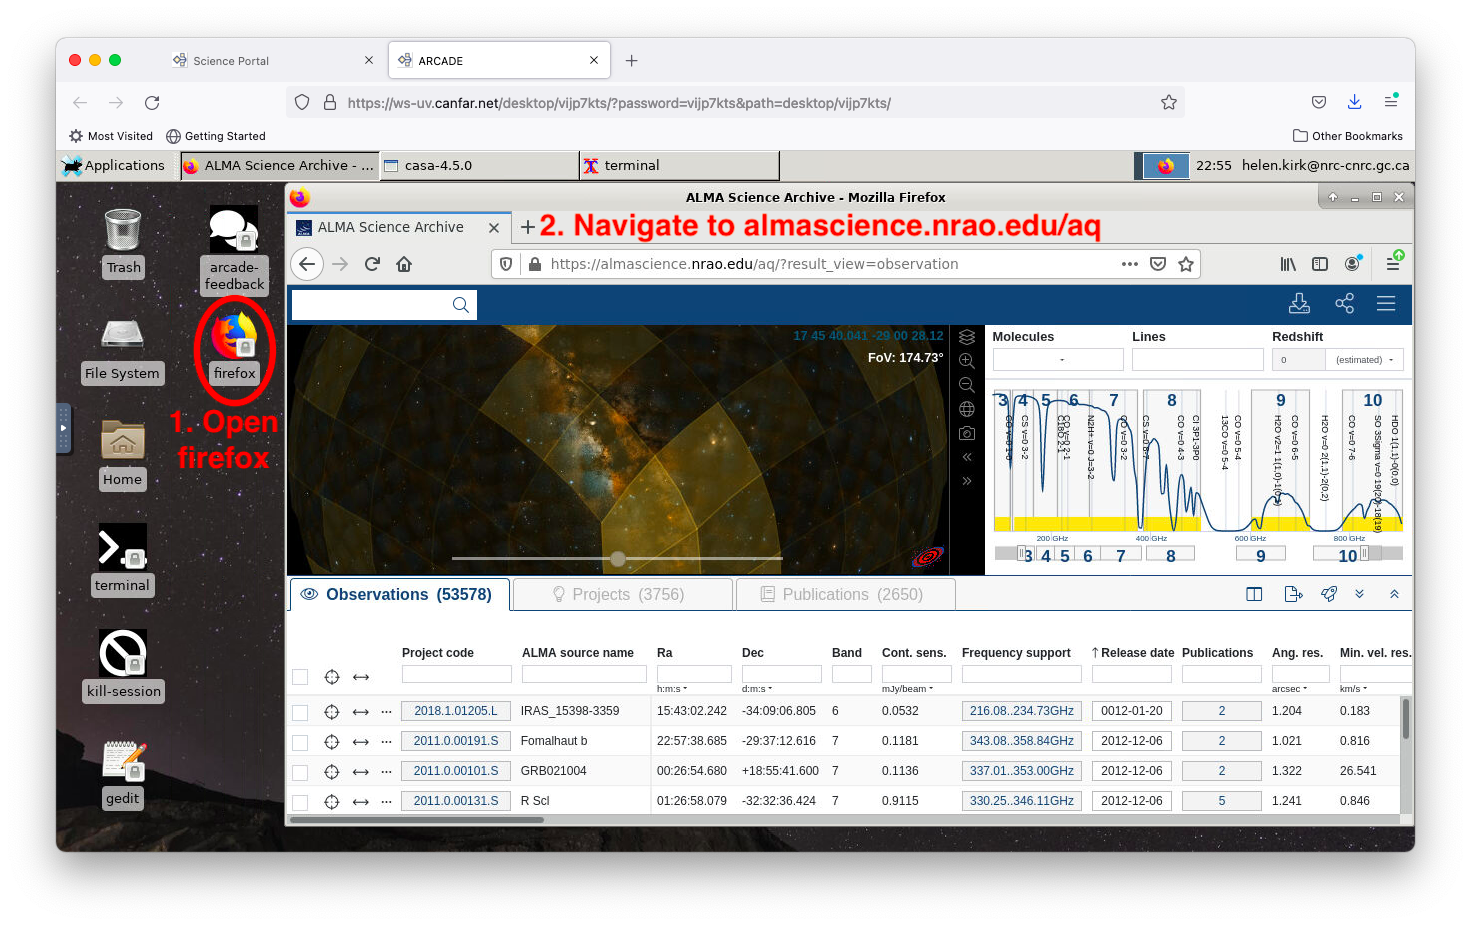 Science Portal
ARCADE
https://ws-uv.canfar.net/desktop/vijp7kts/?password=vijp7kts&path=desktop/vijp7kts/
Most Visited Getting Started Other Bookmarks
Applications ALMA Science Archive - ... casa-4.5.0 terminal 22:55 helen.kirk@nrc-cnrc.gc.ca
ALMA Science Archive - Mozilla Firefox
ALMA Science Archive
2. Navigate to almascience.nrao.edu/aq
https://almascience.nrao.edu/aq/?result_view=observation
Trash
arcade-
feedback
File System
firefox
1. Open
firefox
Home
terminal
kill-session
gedit
17 45 40.041 -29 00 28.12
FoV: 174.73°
Molecules Lines Redshift
0 (estimated)
3 4 5 6 7 8 9 10
CS v=0 3-2
N2H+ v=0 J=3-2
CO v=0 3-2
CO v=0 4-3
CI 3P1-3P0
13CO v=0 5-4
CO v=0 5-4
H2O v2=1 1(1,0)-1(0,1)
CO v=0 6-5
H2O v=0 2(1,1)-2(0,2)
CO v=0 7-6
SO 3Sigma v=0 19(20)-18(19)
HDO 1(1,1)-0(0,0)
200 GHz 400 GHz 600 GHz 800 GHz
3 4 5 6 7 8 9 10
Observations (53578) Projects (3756) Publications (2650)
Project code ALMA source name Ra Dec Band Cont. sens. Frequency support ↑ Release date Publications Ang. res. Min. vel. res.
h:m:s d:m:s mJy/beam arcsec km/s
2018.1.01205.L IRAS_15398-3359 15:43:02.242 -34:09:06.805 6 0.0532 216.08..234.73GHz 0012-01-20 2 1.204 0.183
2011.0.00191.S Fomalhaut b 22:57:38.685 -29:37:12.616 7 0.1181 343.08..358.84GHz 2012-12-06 2 1.021 0.816
2011.0.00101.S GRB021004 00:26:54.680 +18:55:41.600 7 0.1136 337.01..353.00GHz 2012-12-06 2 1.322 26.541
2011.0.00131.S R Scl 01:26:58.079 -32:32:36.424 7 0.9115 330.25..346.11GHz 2012-12-06 5 1.241 0.846